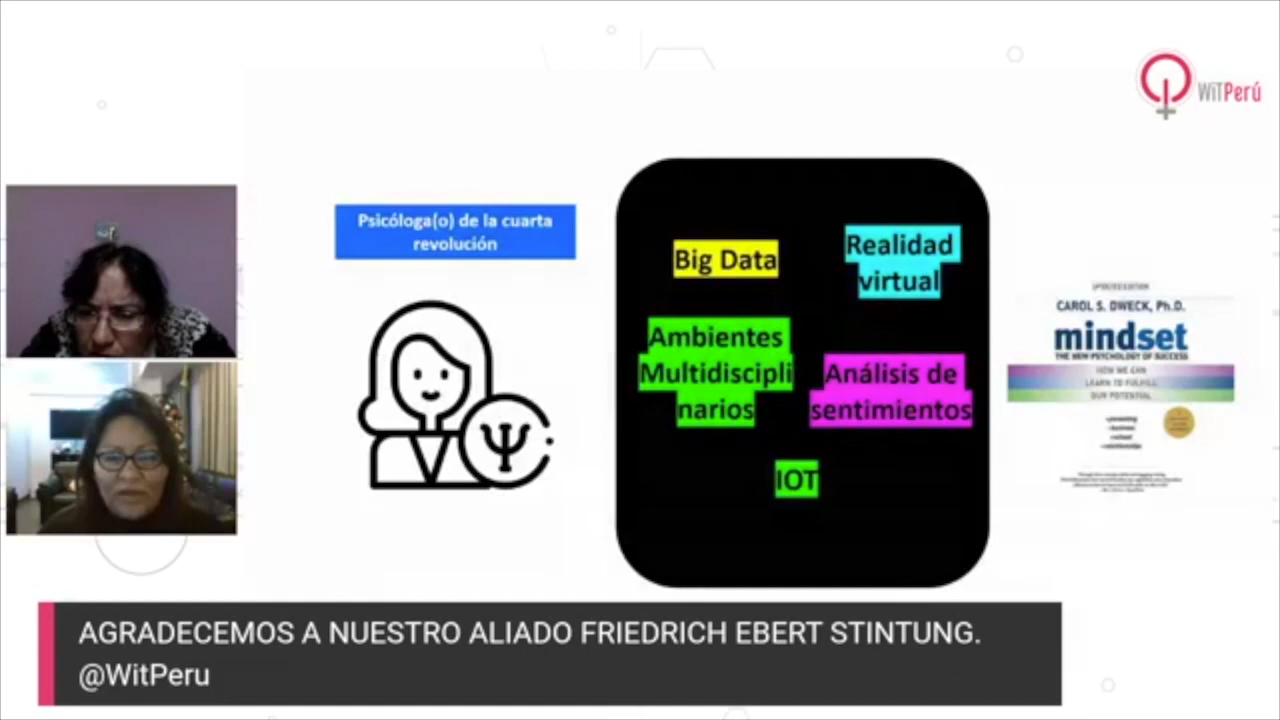 WiTPerú
Psicóloga(o) de la cuarta
revolución
Big Data
Realidad
virtual
Ambientes
Multidiscipli
narios
Análisis de
sentimientos
IOT
UPDATED EDITION
CAROL S. DWECK, Ph.D.
mindset
THE NEW PSYCHOLOGY OF SUCCESS
HOW WE CAN
LEARN TO FULFILL
OUR POTENTIAL
AGRADECEMOS A NUESTRO ALIADO FRIEDRICH EBERT STINTUNG.
@WitPeru